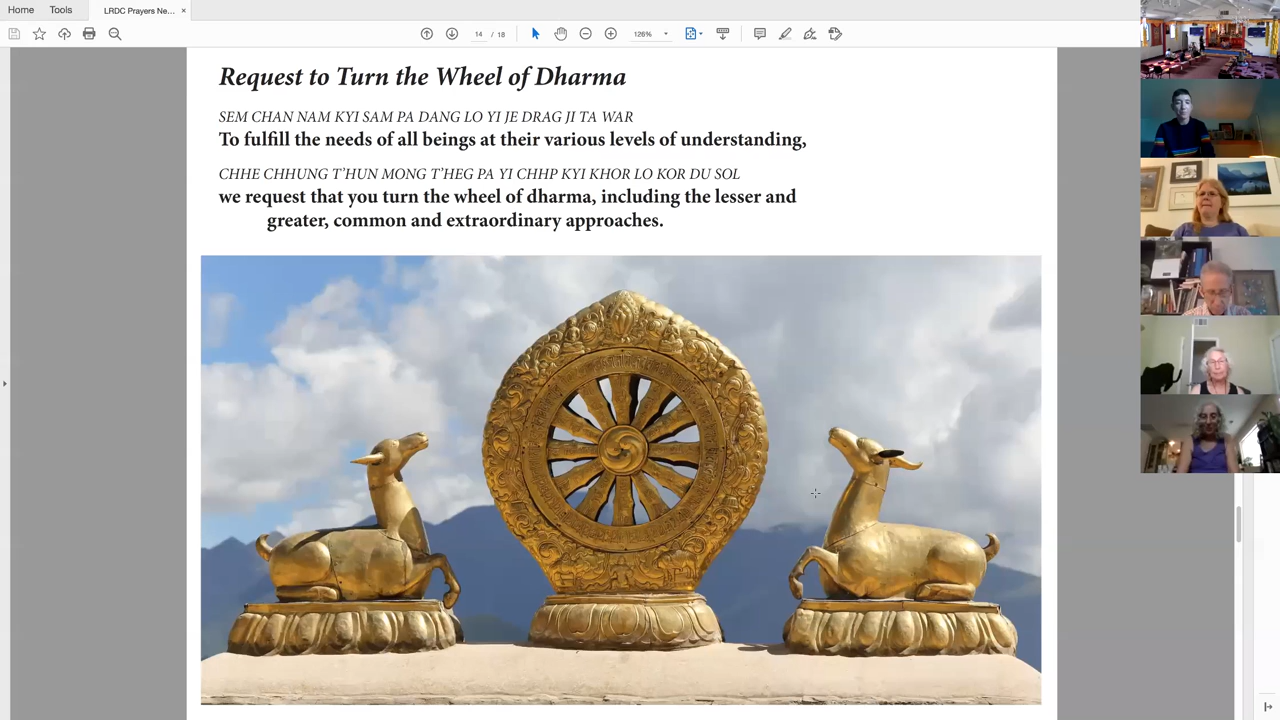 Home Tools LRDC Prayers Ne... ×
14 / 18 126%
Request to Turn the Wheel of Dharma
SEM CHAN NAM KYI SAM PA DANG LO YI JE DRAG JI TA WAR
To fulfill the needs of all beings at their various levels of understanding,
CHHE CHHUNG T'HUN MONG T'HEG PA YI CHHP KYI KHOR LO KOR DU SOL
we request that you turn the wheel of dharma, including the lesser and
greater, common and extraordinary approaches.